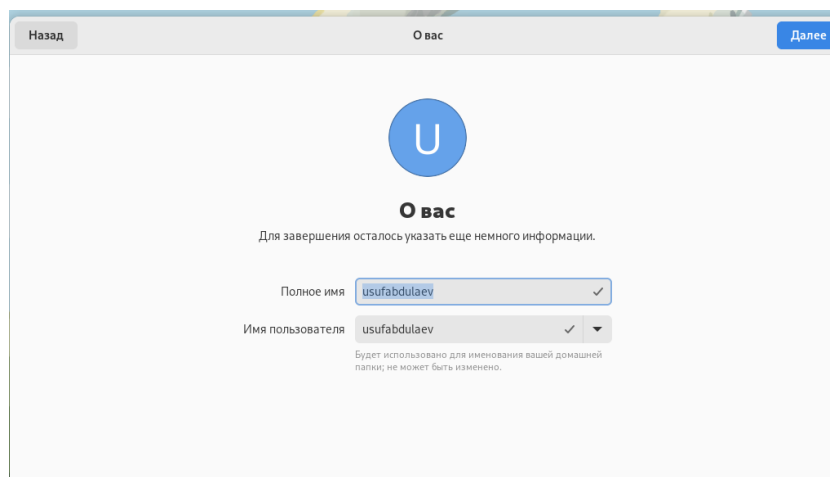 Назад
О вас
Далее
U
О вас
Для завершения осталось указать еще немного информации.
Полное имя usufabdulaev
Имя пользователя usufabdulaev
Будет использовано для именования вашей домашней
папки; не может быть изменено.